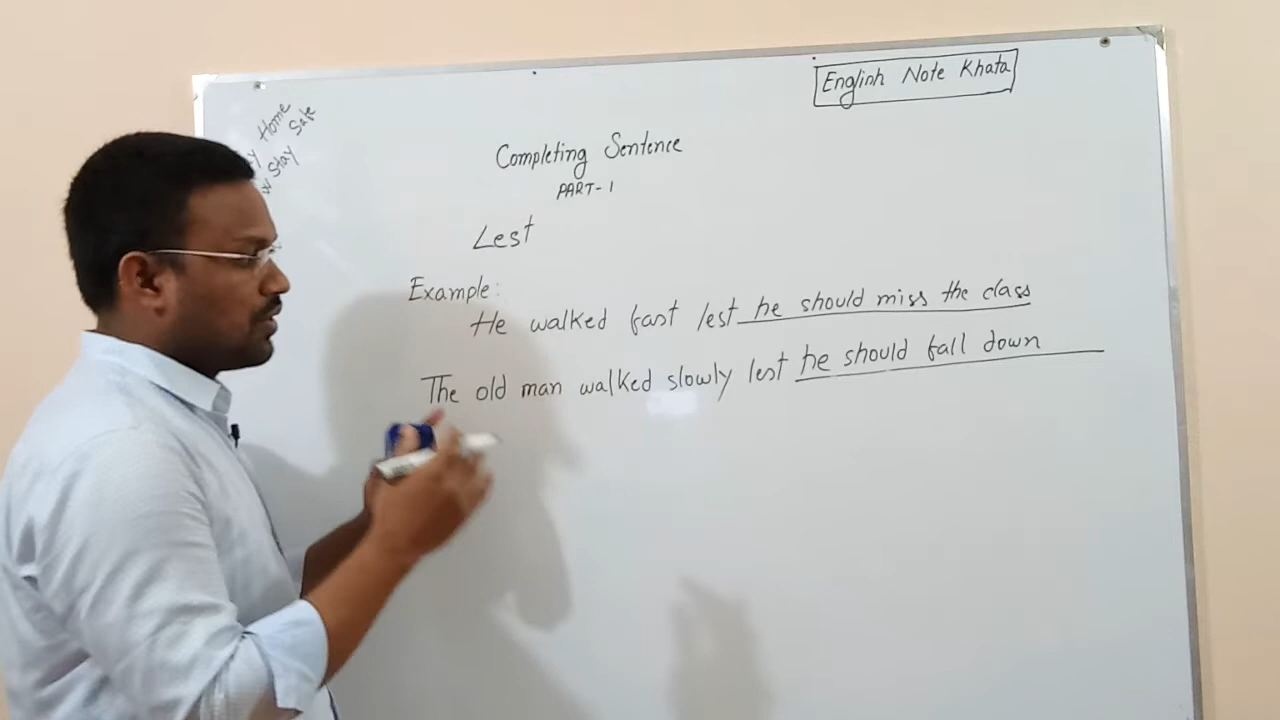 English Note Khata
Home
Stay Safe
Completing Sentence
PART-1
Lest
Example:
He walked fast lest he should miss the class
The old man walked slowly lest he should fall down